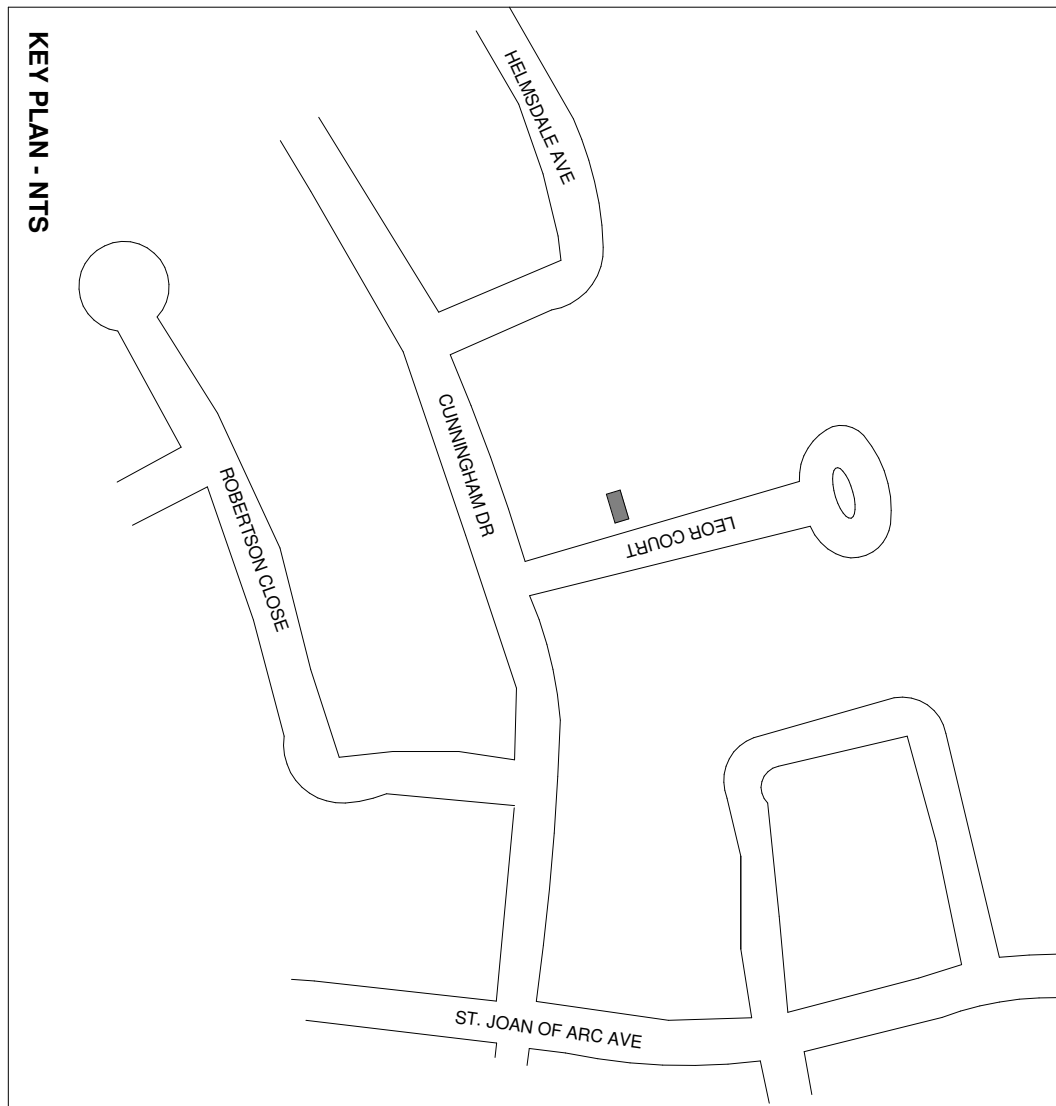 KEY PLAN - NTS
HELMSDALE AVE
CUNNINGHAM DR
LEOR COURT
ROBERTSON CLOSE
ST. JOAN OF ARC AVE